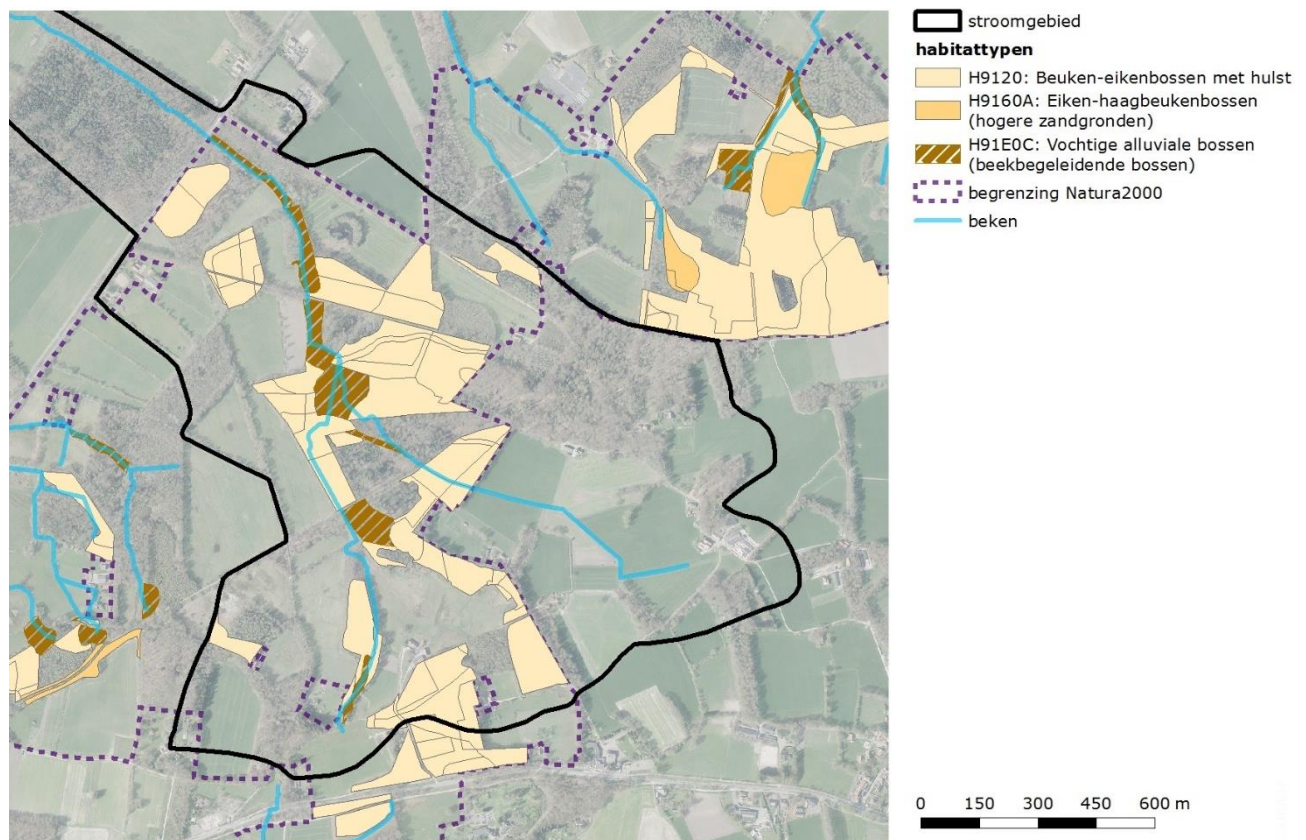 stroomgebied
habitattypen
H9120: Beuken-eikenbossen met hulst
H9160A: Eiken-haagbeukenbossen
(hogere zandgronden)
H91E0C: Vochtige alluviale bossen
(beekbegeleidende bossen)
begrenzing Natura2000
beken
0 150 300 450 600 m